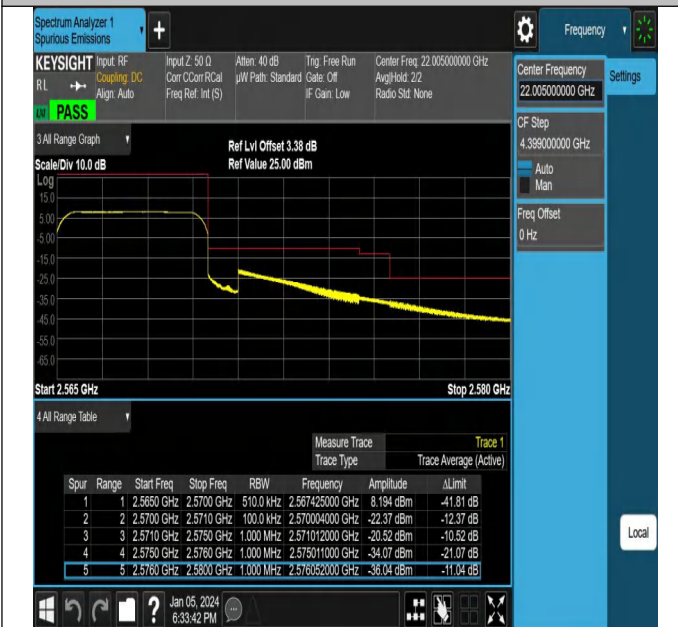 Spectrum Analyzer 1
Spurious Emissions
+
Frequency
KEYSIGHT Input: RF Input Z: 50 Ω Atten: 40 dB Trig: Free Run Center Freq: 22.005000000 GHz
RL Coupling: DC Corr CCorr RCal µW Path: Standard Gate: Off Avg|Hold: 2/2
Align: Auto Freq Ref: Int (S) IF Gain: Low Radio Std: None
PASS
Center Frequency
22.005000000 GHz
Settings
CF Step
4.399000000 GHz
Auto
Man
Freq Offset
0 Hz
Local
3 All Range Graph
Ref Lvl Offset 3.38 dB
Scale/Div 10.0 dB Ref Value 25.00 dBm
Log
15.0
5.00
-5.00
-15.0
-25.0
-35.0
-45.0
-55.0
-65.0
Start 2.565 GHz Stop 2.580 GHz
4 All Range Table
Measure Trace Trace 1
Trace Type Trace Average (Active)
Spur Range Start Freq Stop Freq RBW Frequency Amplitude ΔLimit
1 1 2.5650 GHz 2.5700 GHz 510.0 kHz 2.567425000 GHz 8.194 dBm -41.81 dB
2 2 2.5700 GHz 2.5710 GHz 100.0 kHz 2.570004000 GHz -22.37 dBm -12.37 dB
3 3 2.5710 GHz 2.5750 GHz 1.000 MHz 2.571012000 GHz -20.52 dBm -10.52 dB
4 4 2.5750 GHz 2.5760 GHz 1.000 MHz 2.575011000 GHz -34.07 dBm -21.07 dB
5 5 2.5760 GHz 2.5800 GHz 1.000 MHz 2.576052000 GHz -36.04 dBm -11.04 dB
? Jan 05, 2024
6:33:42 PM